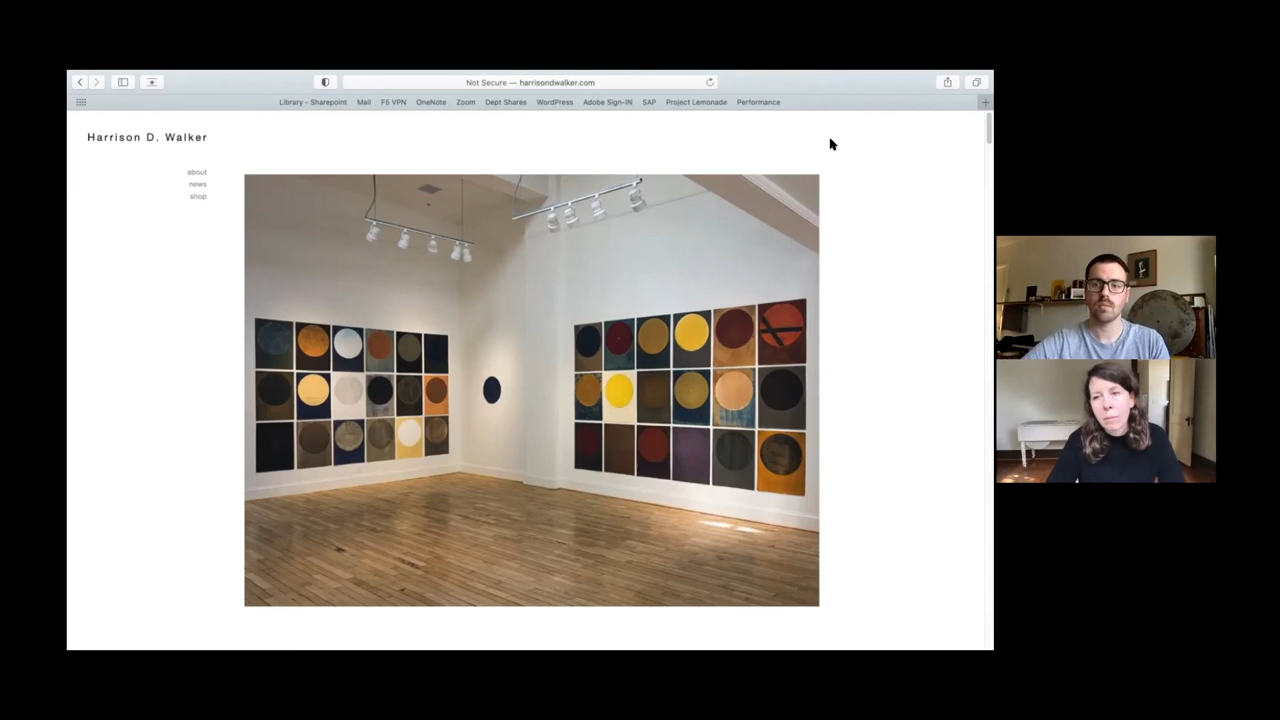 Not Secure — harrisondwalker.com
Library - Sharepoint Mail F5 VPN OneNote Zoom Dept Shares WordPress Adobe Sign-IN SAP Project Lemonade Performance
Harrison D. Walker
about
news
shop